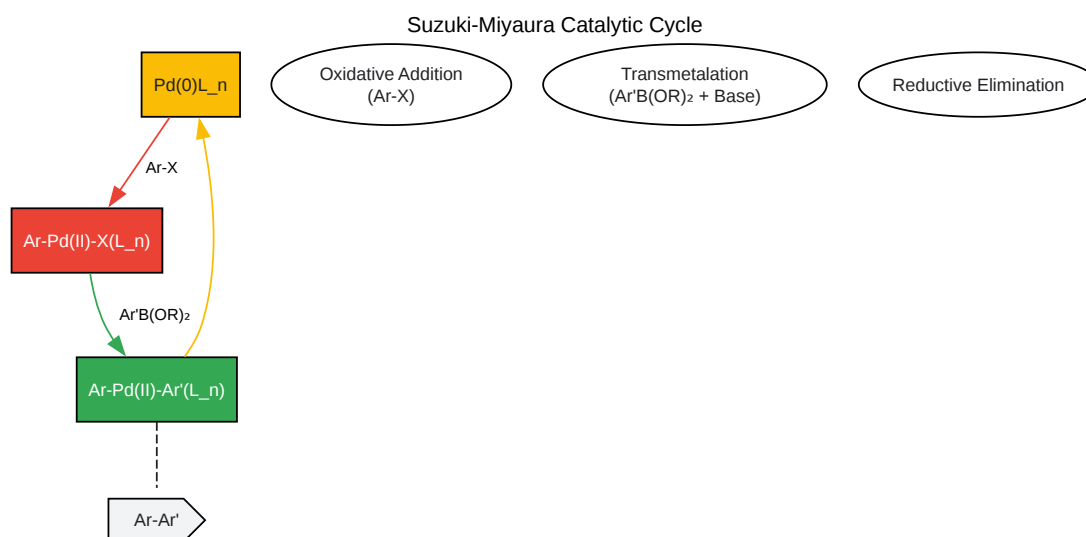 Suzuki-Miyaura Catalytic Cycle
Pd(0)L_n
Oxidative Addition
(Ar-X)
Transmetalation
(Ar'B(OR)₂ + Base)
Reductive Elimination
Ar-X
Ar-Pd(II)-X(L_n)
Ar'B(OR)₂
Ar-Pd(II)-Ar'(L_n)
Ar-Ar'